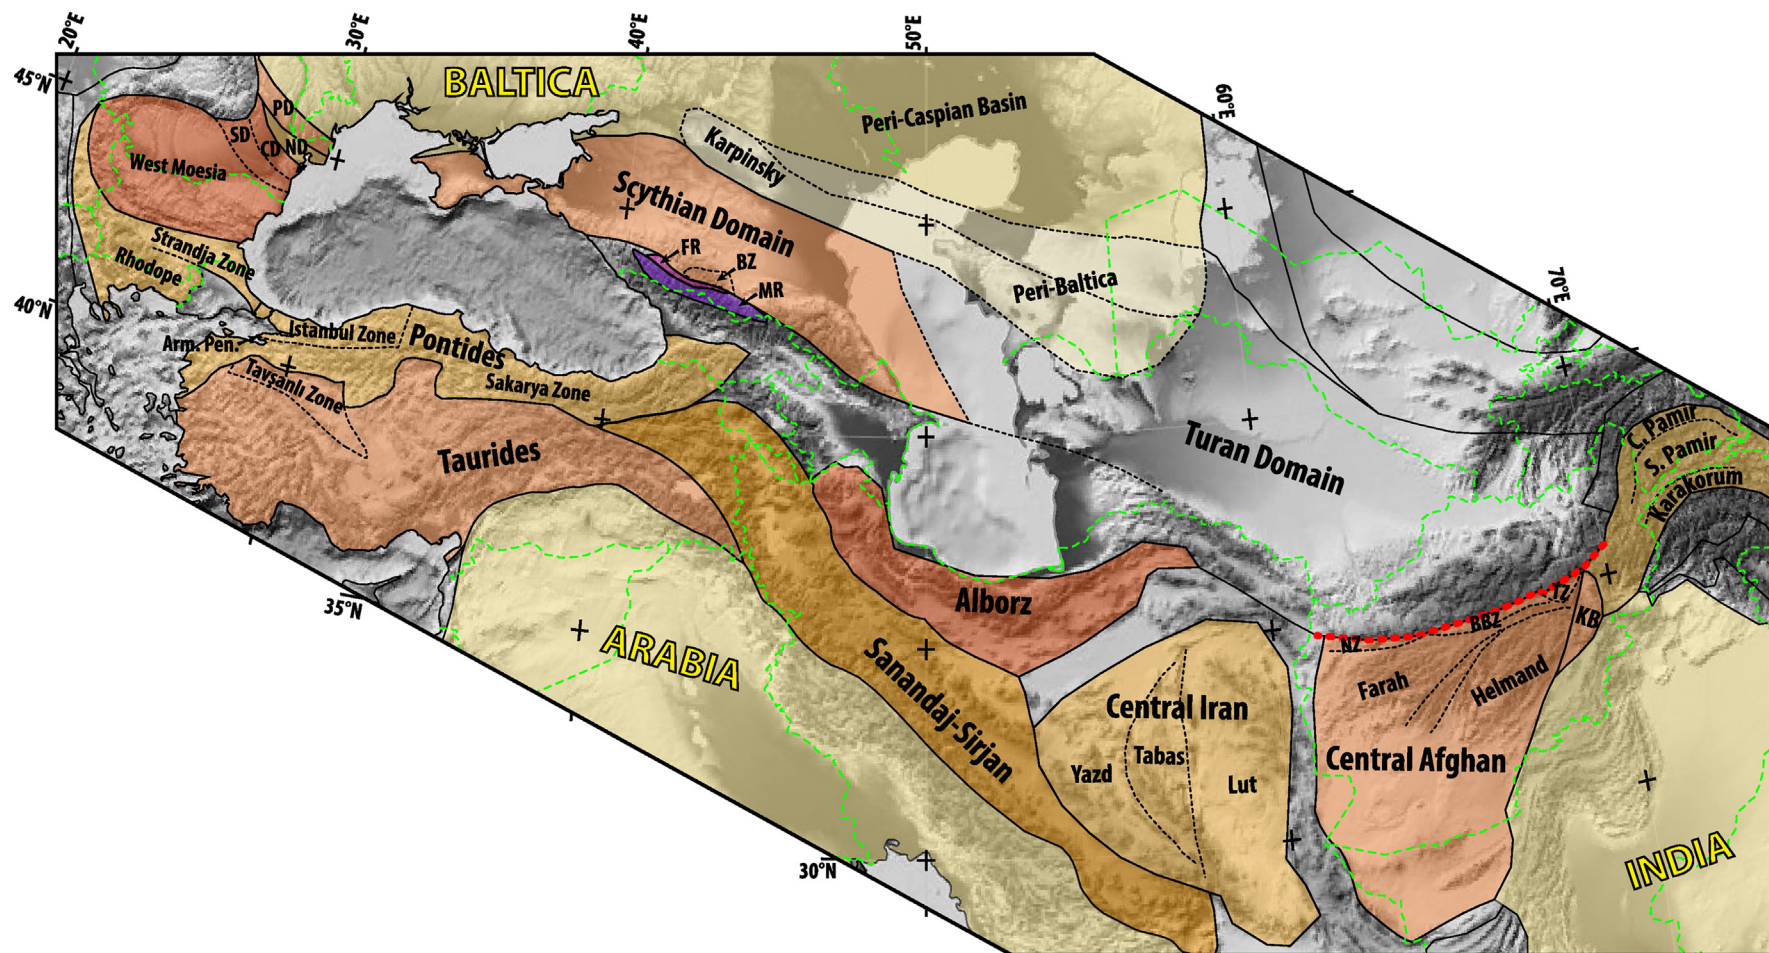 20°E
30°E
40°E
50°E
60°E
70°E
45°N
40°N
35°N
30°N
BALTICA
PD
SD
CD
ND
West Moesia
Strandja Zone
Rhodope
Peri-Caspian Basin
Karpinsky
Scythian Domain
FR
BZ
MR
Peri-Baltica
Istanbul Zone
Pontides
Arm. Pen.
Tavşanlı Zone
Sakarya Zone
Taurides
Turan Domain
C. Pamir
S. Pamir
Karakorum
Alborz
ARABIA
Sanandaj-Sirjan
Central Iran
Yazd
Tabas
Lut
TZ
BBZ
NZ
KB
Farah
Helmand
Central Afghan
INDIA